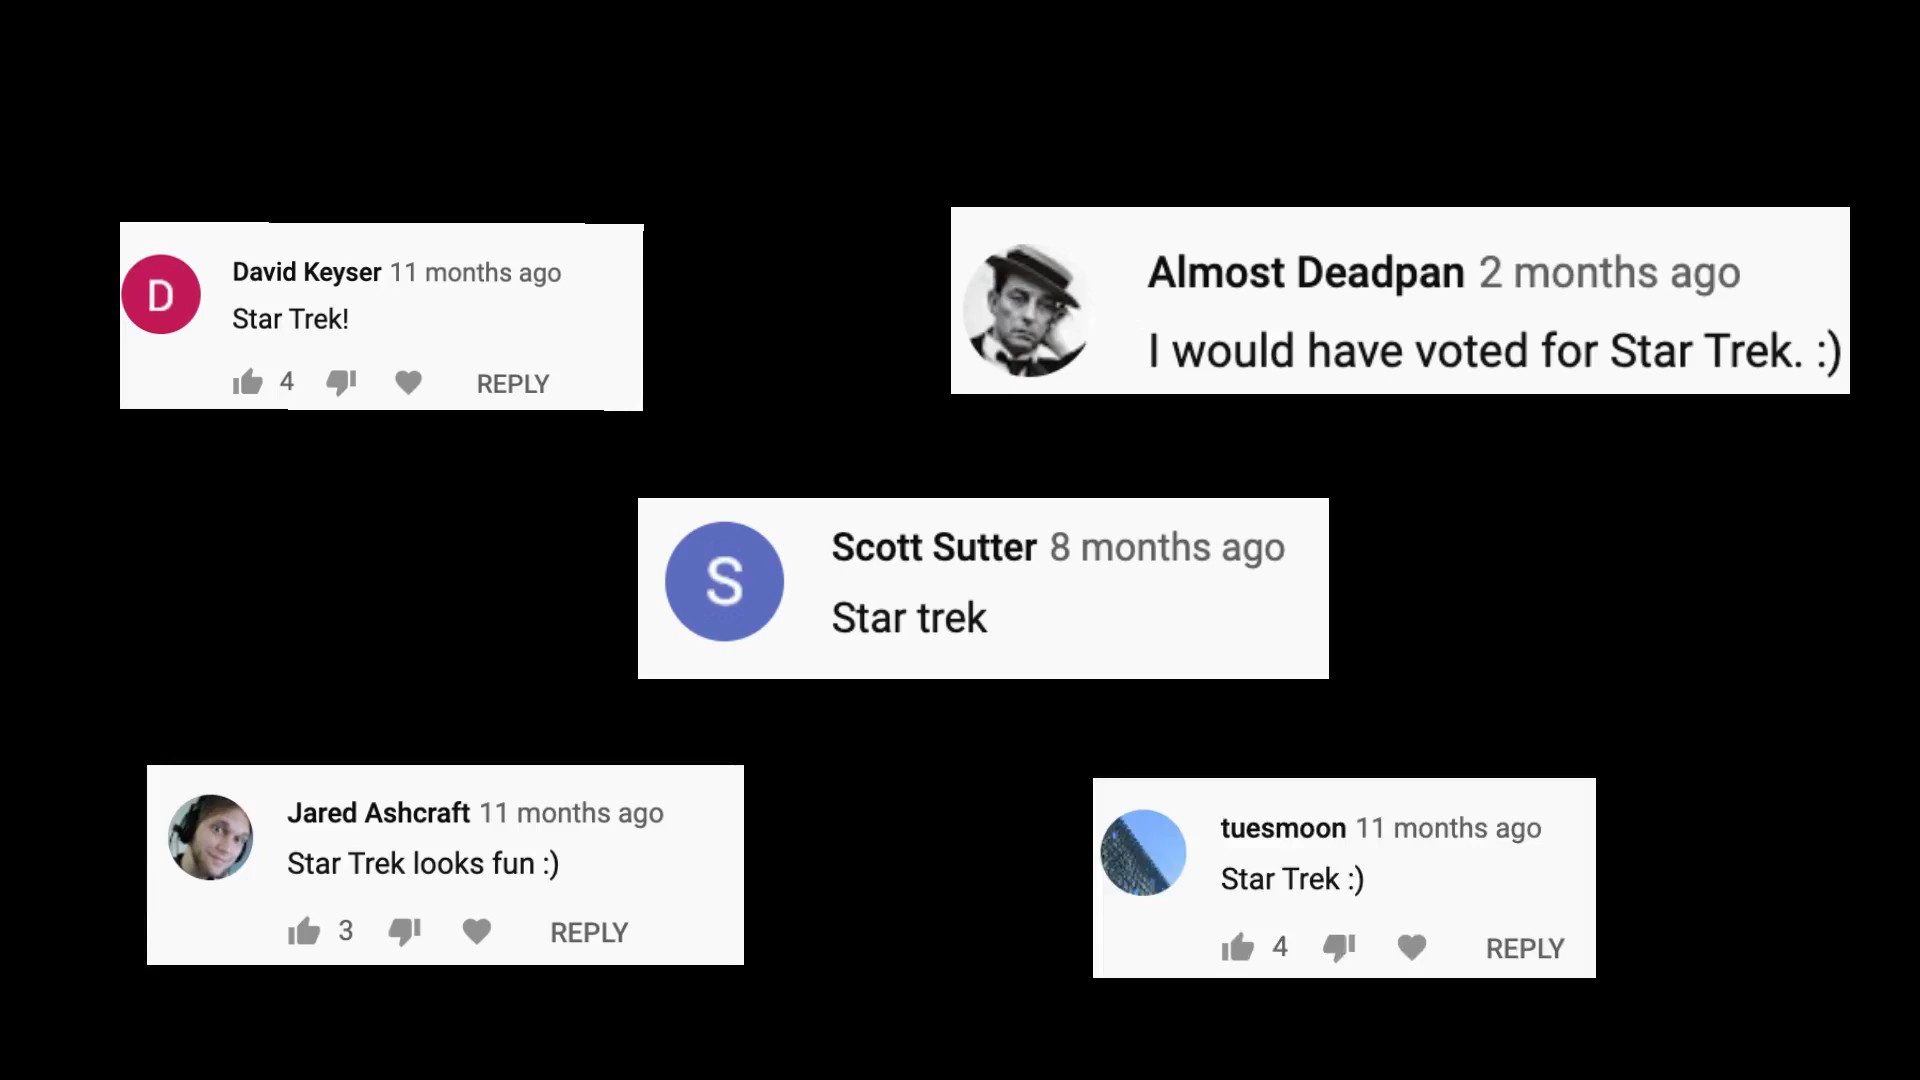 D
David Keyser 11 months ago
Star Trek!
4 REPLY
Almost Deadpan 2 months ago
I would have voted for Star Trek. :)
S
Scott Sutter 8 months ago
Star trek
Jared Ashcraft 11 months ago
Star Trek looks fun :)
3 REPLY
tuesmoon 11 months ago
Star Trek :)
4 REPLY